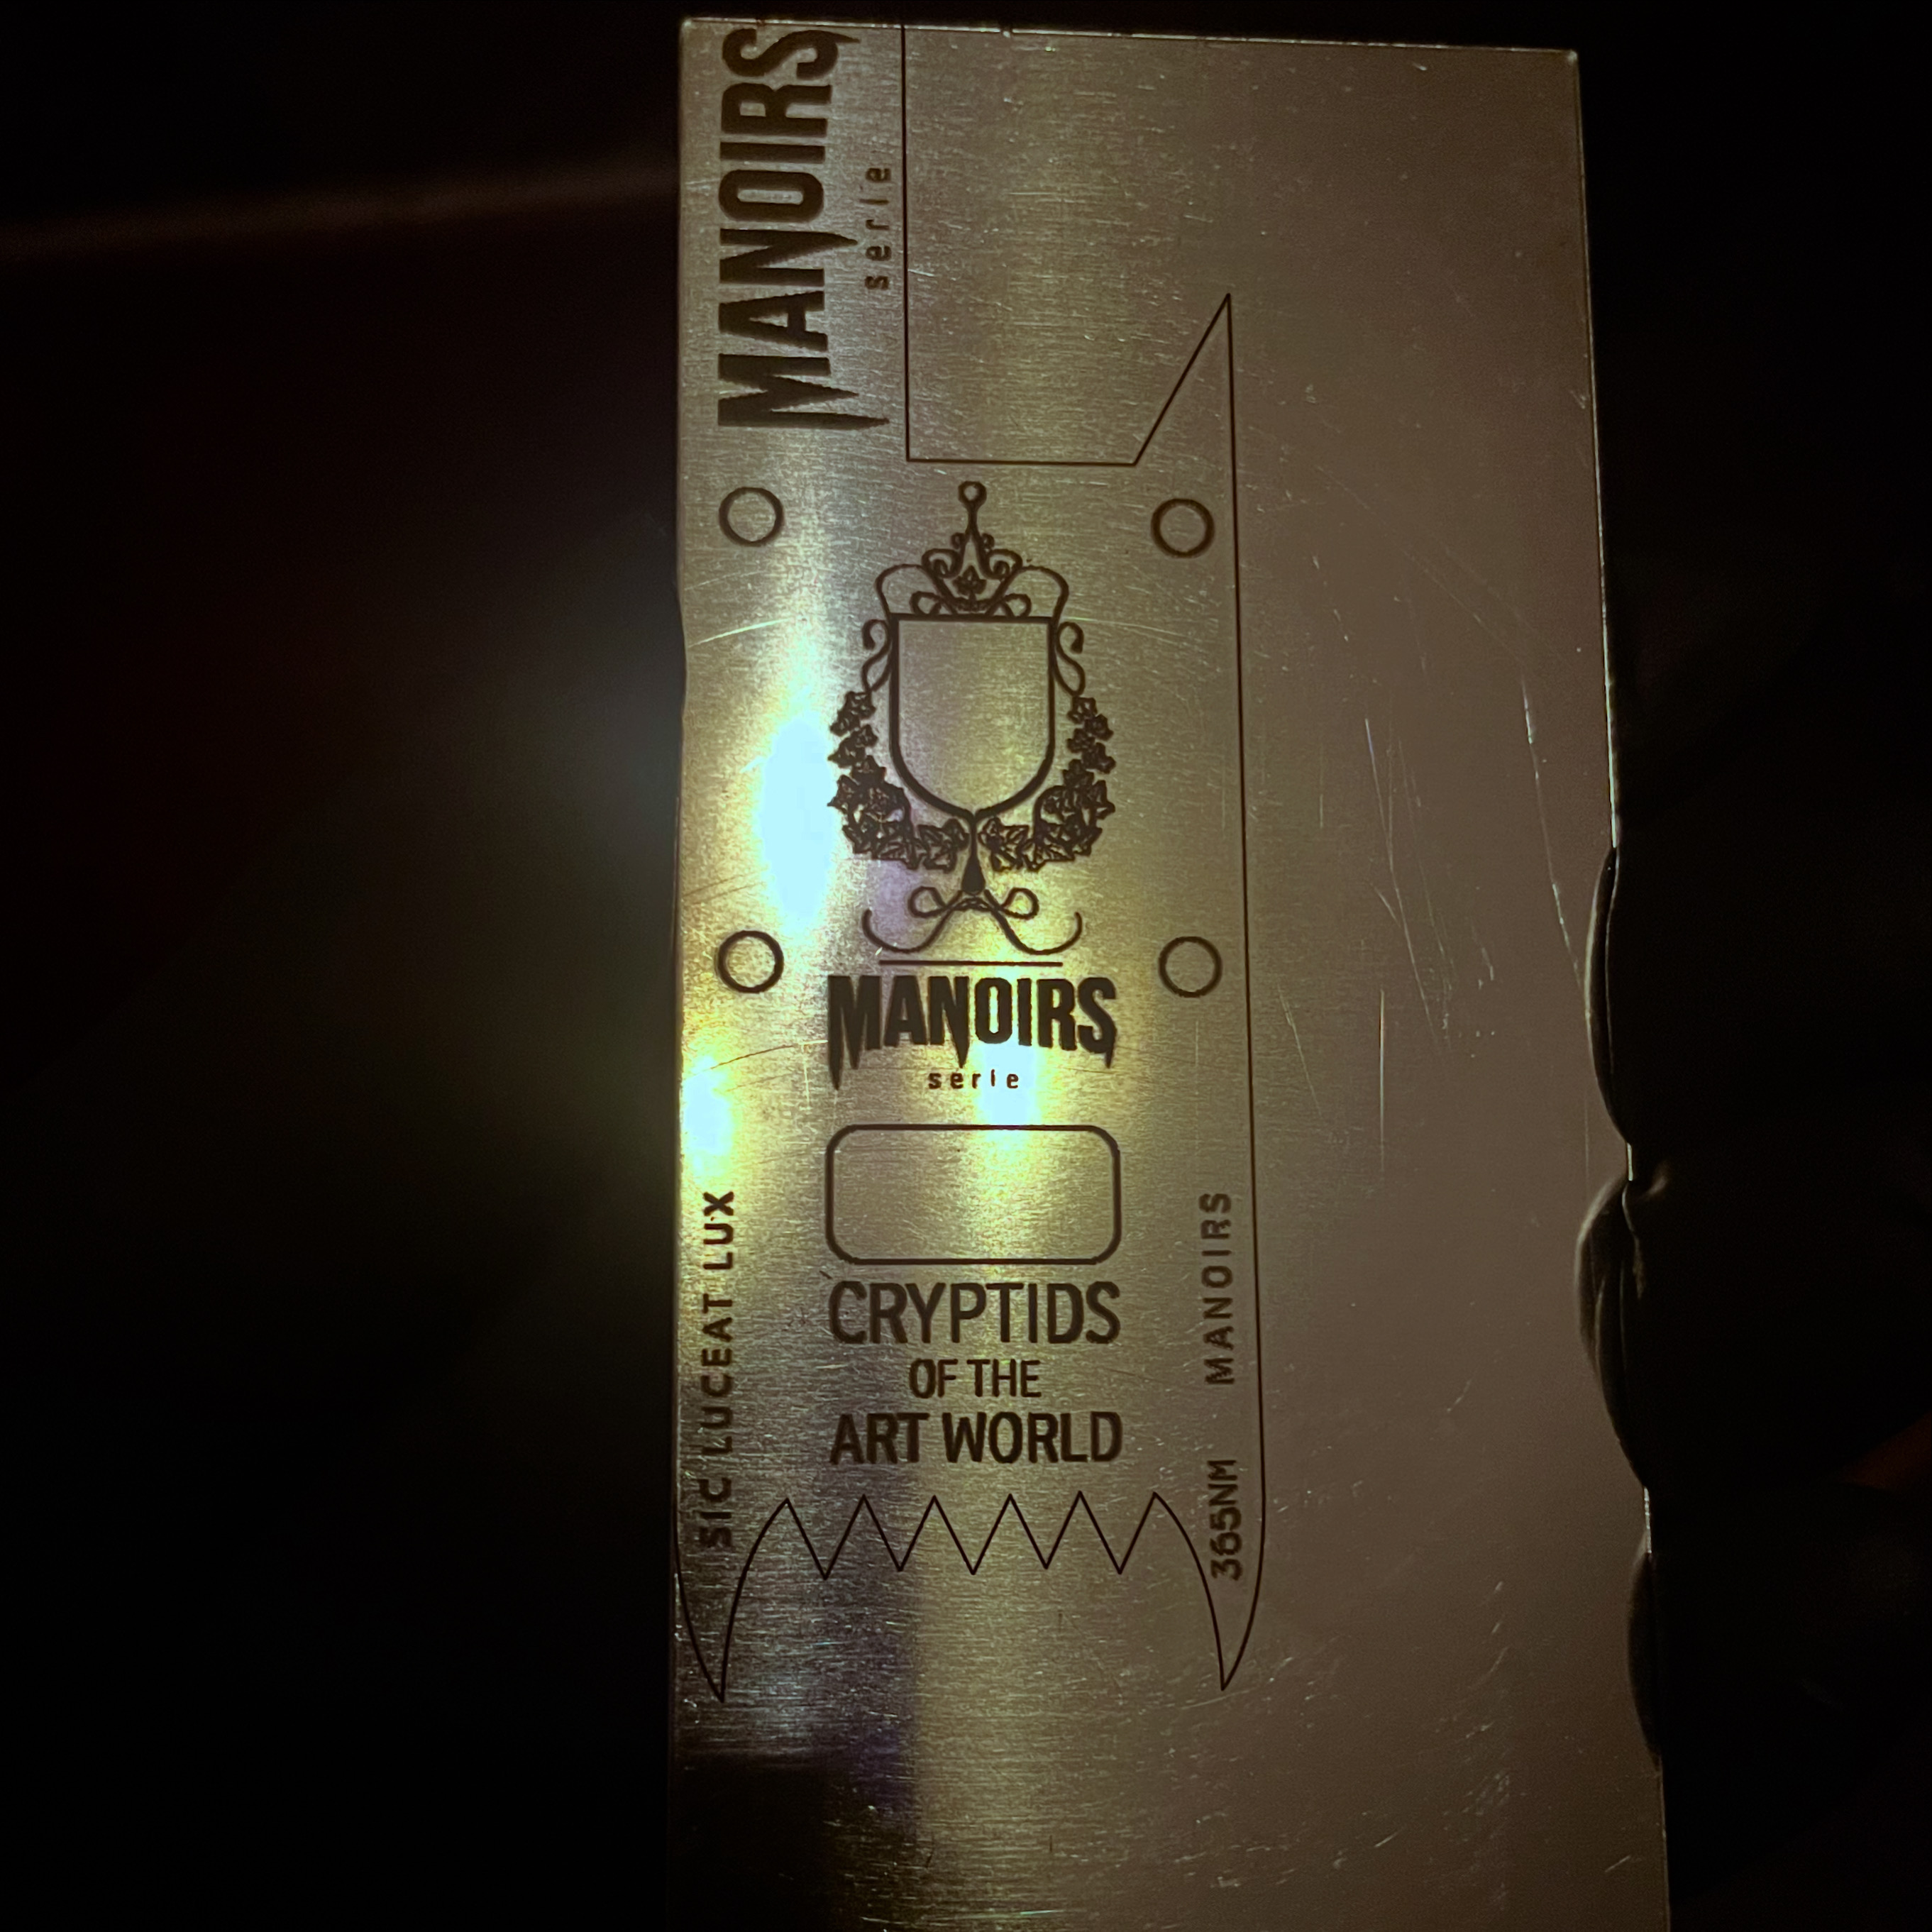 MANOIRS
serie
MANOIRS
serie
CRYPTIDS
OF THE
ART WORLD
SIC LUCEAT LUX
365NM MANOIRS